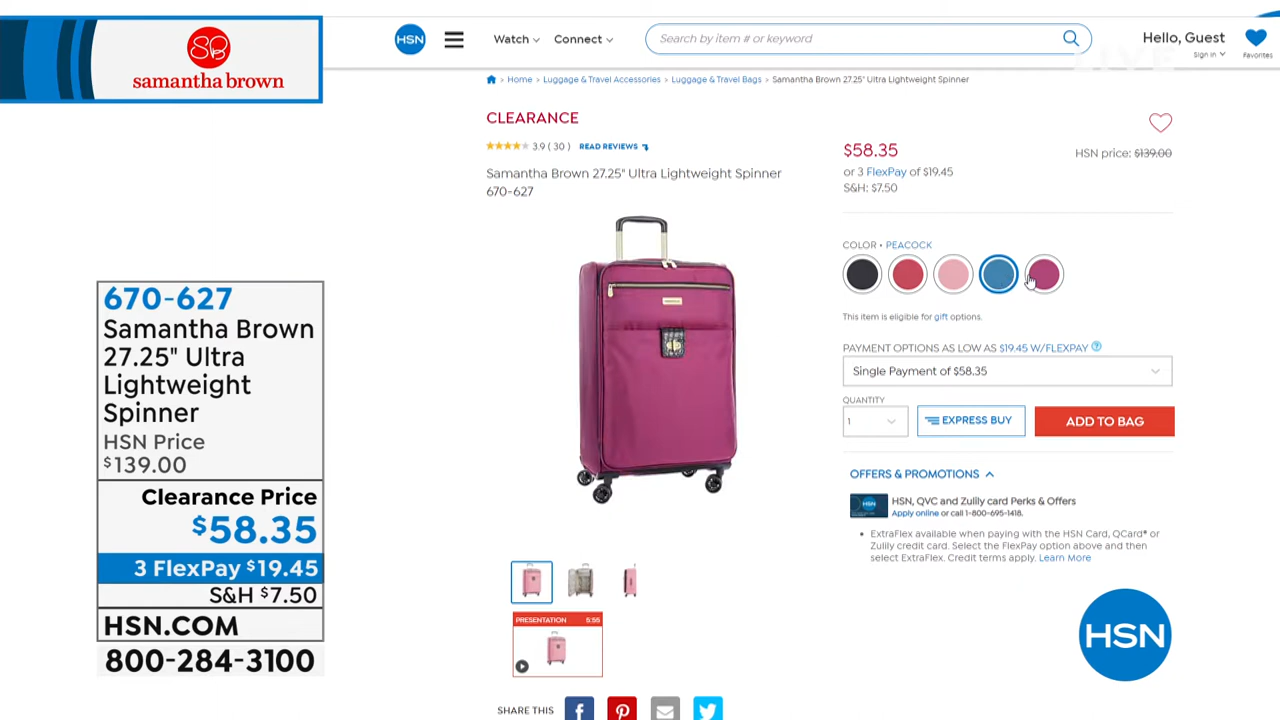 SB
samantha brown
HSN
Watch
Connect
Search by item # or keyword
Hello, Guest
Sign In
Favorites
LIVE
Home > Luggage & Travel Accessories > Luggage & Travel Bags > Samantha Brown 27.25" Ultra Lightweight Spinner
CLEARANCE
3.9 ( 30 ) READ REVIEWS
Samantha Brown 27.25" Ultra Lightweight Spinner
670-627
$58.35
HSN price: $139.00
or 3 FlexPay of $19.45
S&H: $7.50
COLOR • PEACOCK
This item is eligible for gift options.
PAYMENT OPTIONS AS LOW AS $19.45 W/FLEXPAY ?
Single Payment of $58.35
QUANTITY
1
EXPRESS BUY
ADD TO BAG
OFFERS & PROMOTIONS
HSN, QVC and Zulily card Perks & Offers
Apply online or call 1-800-695-1418.
• ExtraFlex available when paying with the HSN Card, QCard® or
Zulily credit card. Select the FlexPay option above and then
select ExtraFlex. Credit terms apply. Learn More
PRESENTATION 5:55
SHARE THIS
670-627
Samantha Brown
27.25" Ultra
Lightweight
Spinner
HSN Price
$139.00
Clearance Price
$58.35
3 FlexPay $19.45
S&H $7.50
HSN.COM
800-284-3100
HSN